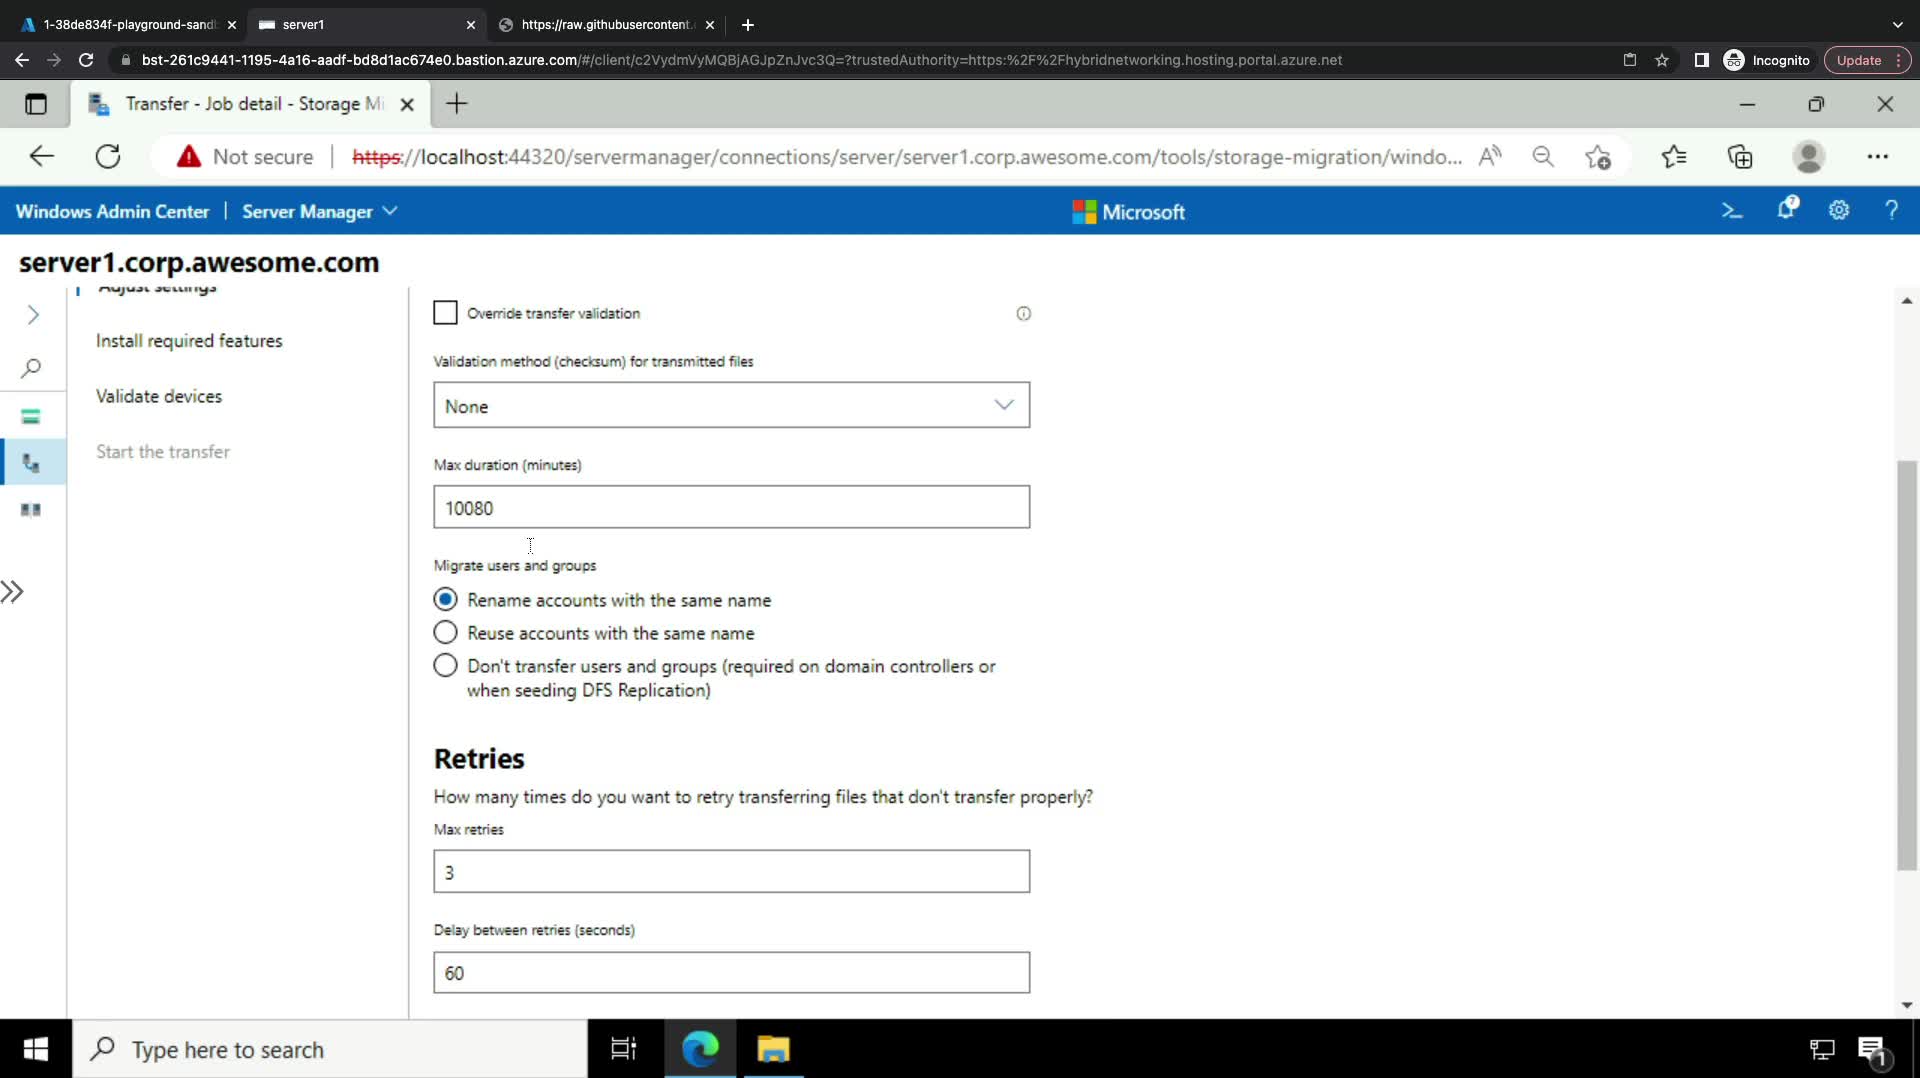 1-38de834f-playground-sand
server1
https://raw.githubusercontent.
bst-261c9441-1195-4a16-aadf-bd8d1ac674e0.bastion.azure.com/#/client/c2VydmVyMQBjAGJpZnJvc3Q=?trustedAuthority=https:%2F%2Fhybridnetworking.hosting.portal.azure.net
Incognito
Update
Transfer - Job detail - Storage Mi
Not secure
https://localhost:44320/servermanager/connections/server/server1.corp.awesome.com/tools/storage-migration/windo...
Windows Admin Center
Server Manager
Microsoft
7
?
server1.corp.awesome.com
Adjust settings
Install required features
Validate devices
Start the transfer
Override transfer validation
Validation method (checksum) for transmitted files
None
Max duration (minutes)
10080
Migrate users and groups
Rename accounts with the same name
Reuse accounts with the same name
Don't transfer users and groups (required on domain controllers or
when seeding DFS Replication)
Retries
How many times do you want to retry transferring files that don't transfer properly?
Max retries
3
Delay between retries (seconds)
60
Type here to search
1